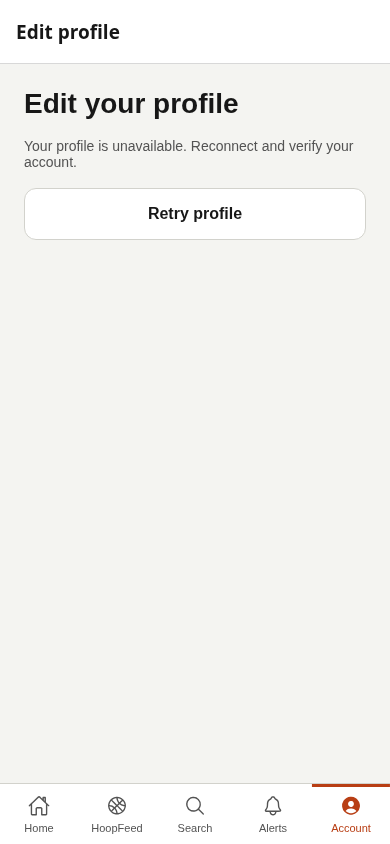 Edit profile
Edit your profile
Your profile is unavailable. Reconnect and verify your
account.
Retry profile
Home
HoopFeed
Search
Alerts
Account